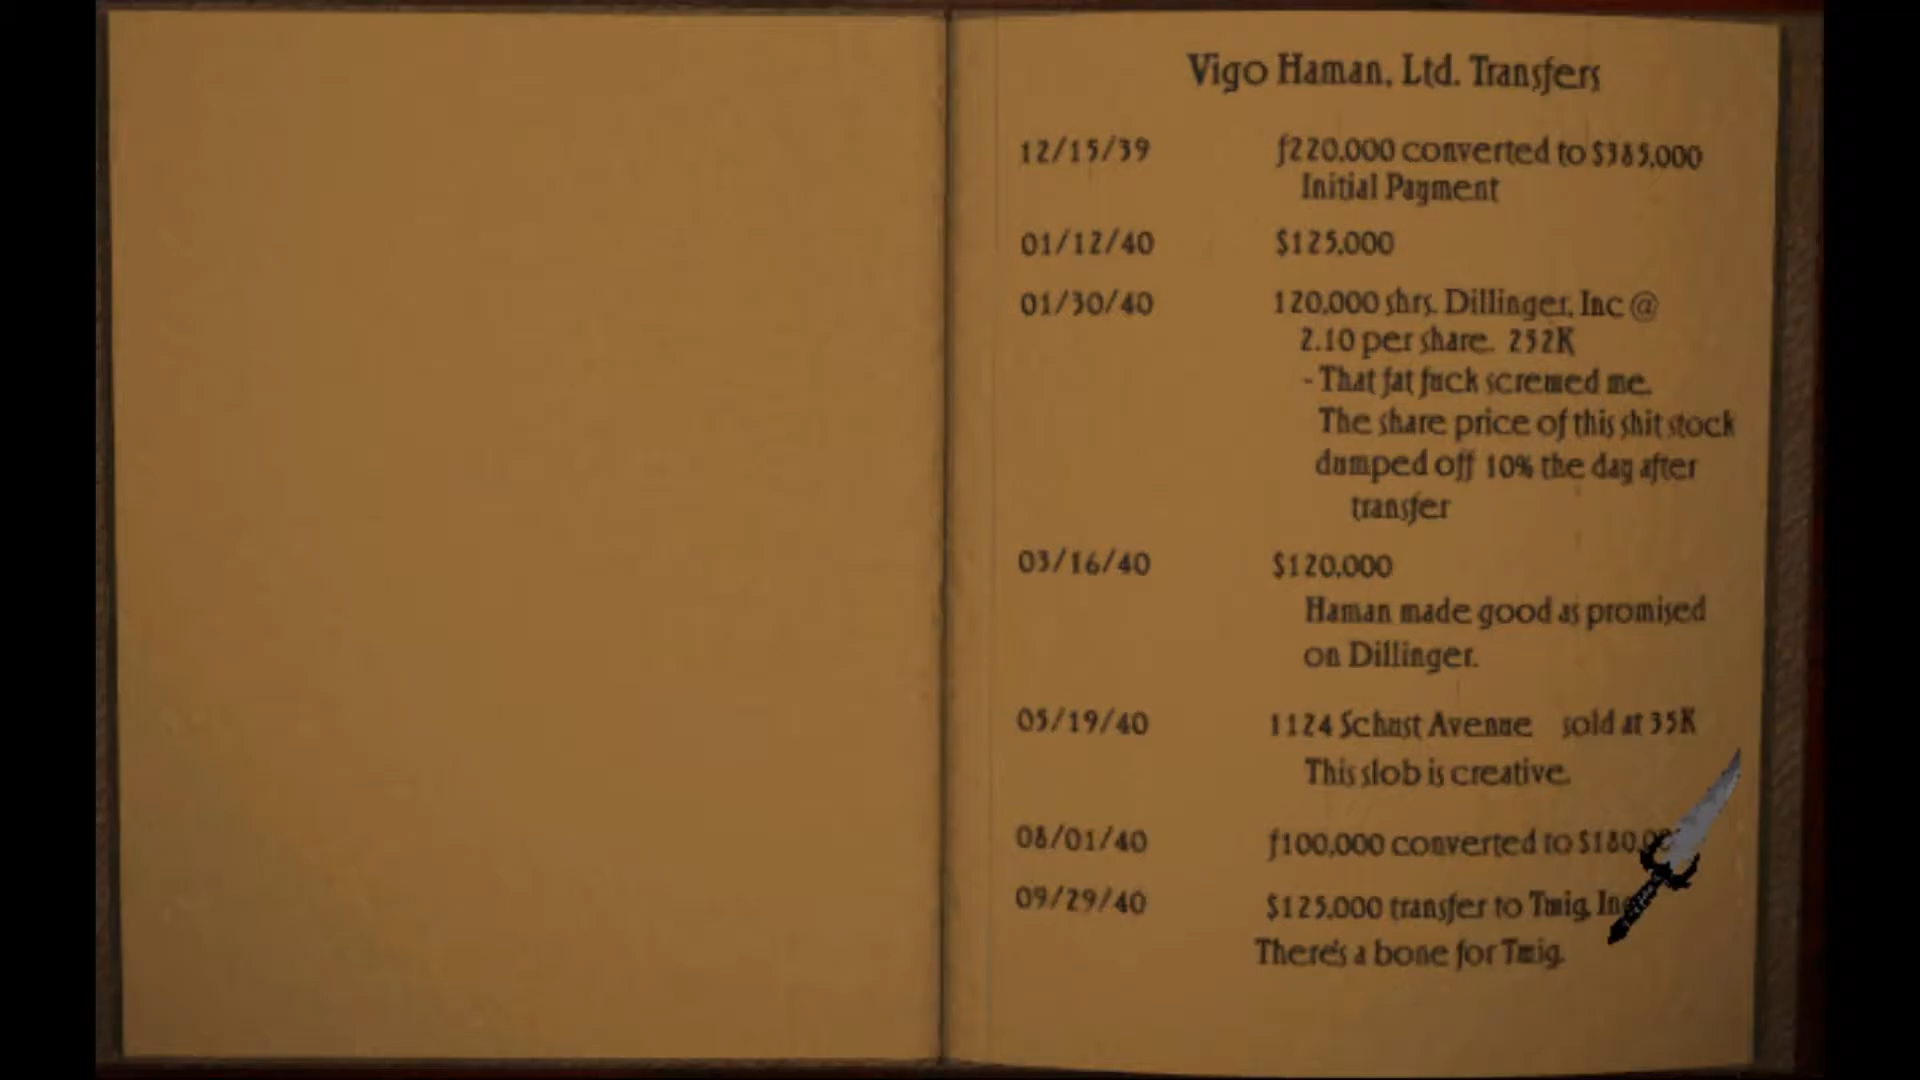 Vigo Haman, Ltd. Transfers
12/15/39 ƒ220,000 converted to $385,000
Initial Payment
01/12/40 $125,000
01/30/40 120,000 shrs. Dillinger, Inc @
2.10 per share. 252K
- That fat fuck screwed me.
The share price of this shit stock
dumped off 10% the day after
transfer
03/16/40 $120,000
Haman made good as promised
on Dillinger.
05/19/40 1124 Schust Avenue sold at 35K
This slob is creative.
08/01/40 ƒ100,000 converted to
09/29/40 $125,000 transfer to Twig,
There's a bone for Twig.